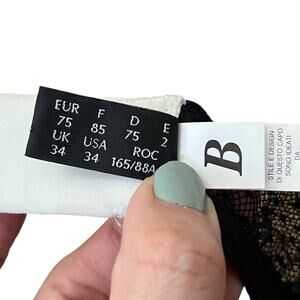 EUR F D E
75 85 75 2
UK USA ROC
34 34 165/88A
B
STILE E DESIGN
DI QUESTO CAPO
SONO IDEATI
DA